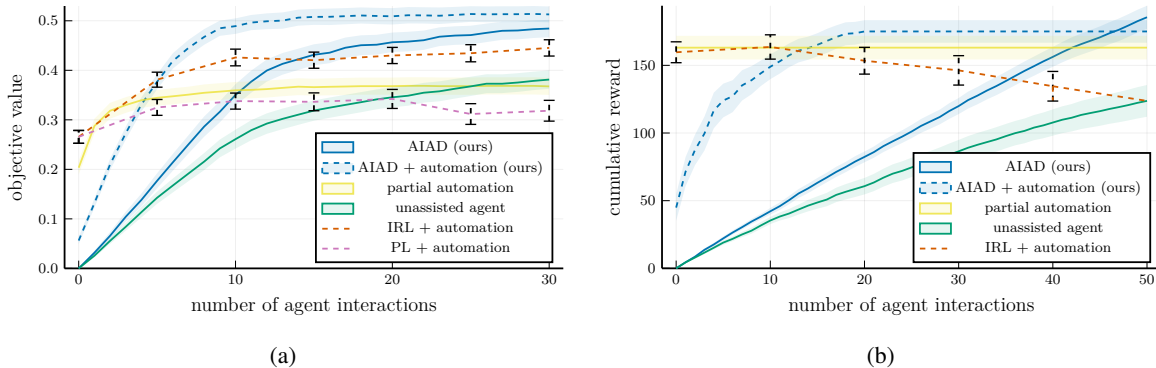 0.5
0.4
0.3
0.2
0.1
0.0
objective value
AIAD (ours)
AIAD + automation (ours)
partial automation
unassisted agent
IRL + automation
PL + automation
0 10 20 30
number of agent interactions
(a)
150
100
50
0
cumulative reward
AIAD (ours)
AIAD + automation (ours)
partial automation
unassisted agent
IRL + automation
0 10 20 30 40 50
number of agent interactions
(b)